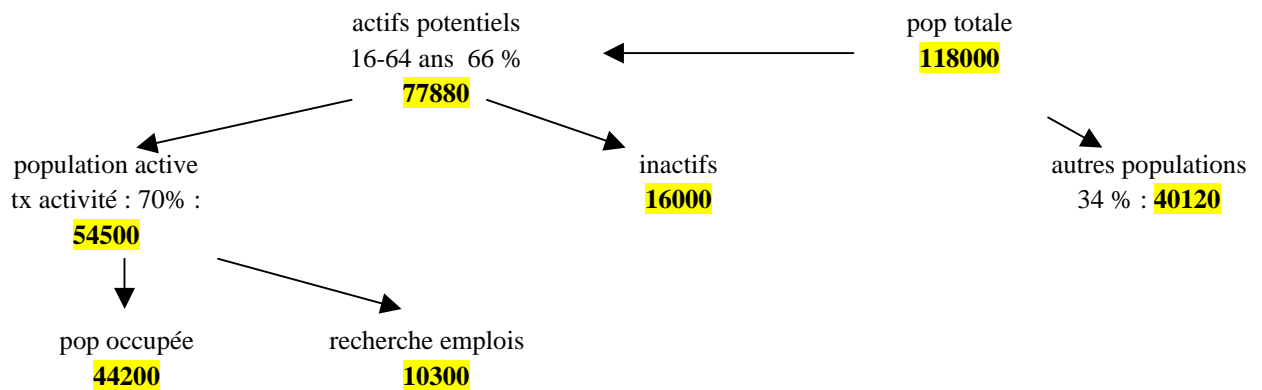 actifs potentiels
16-64 ans 66 %
77880
pop totale
118000
population active
tx activité : 70% :
54500
inactifs
16000
autres populations
34 % : 40120
pop occupée
44200
recherche emplois
10300